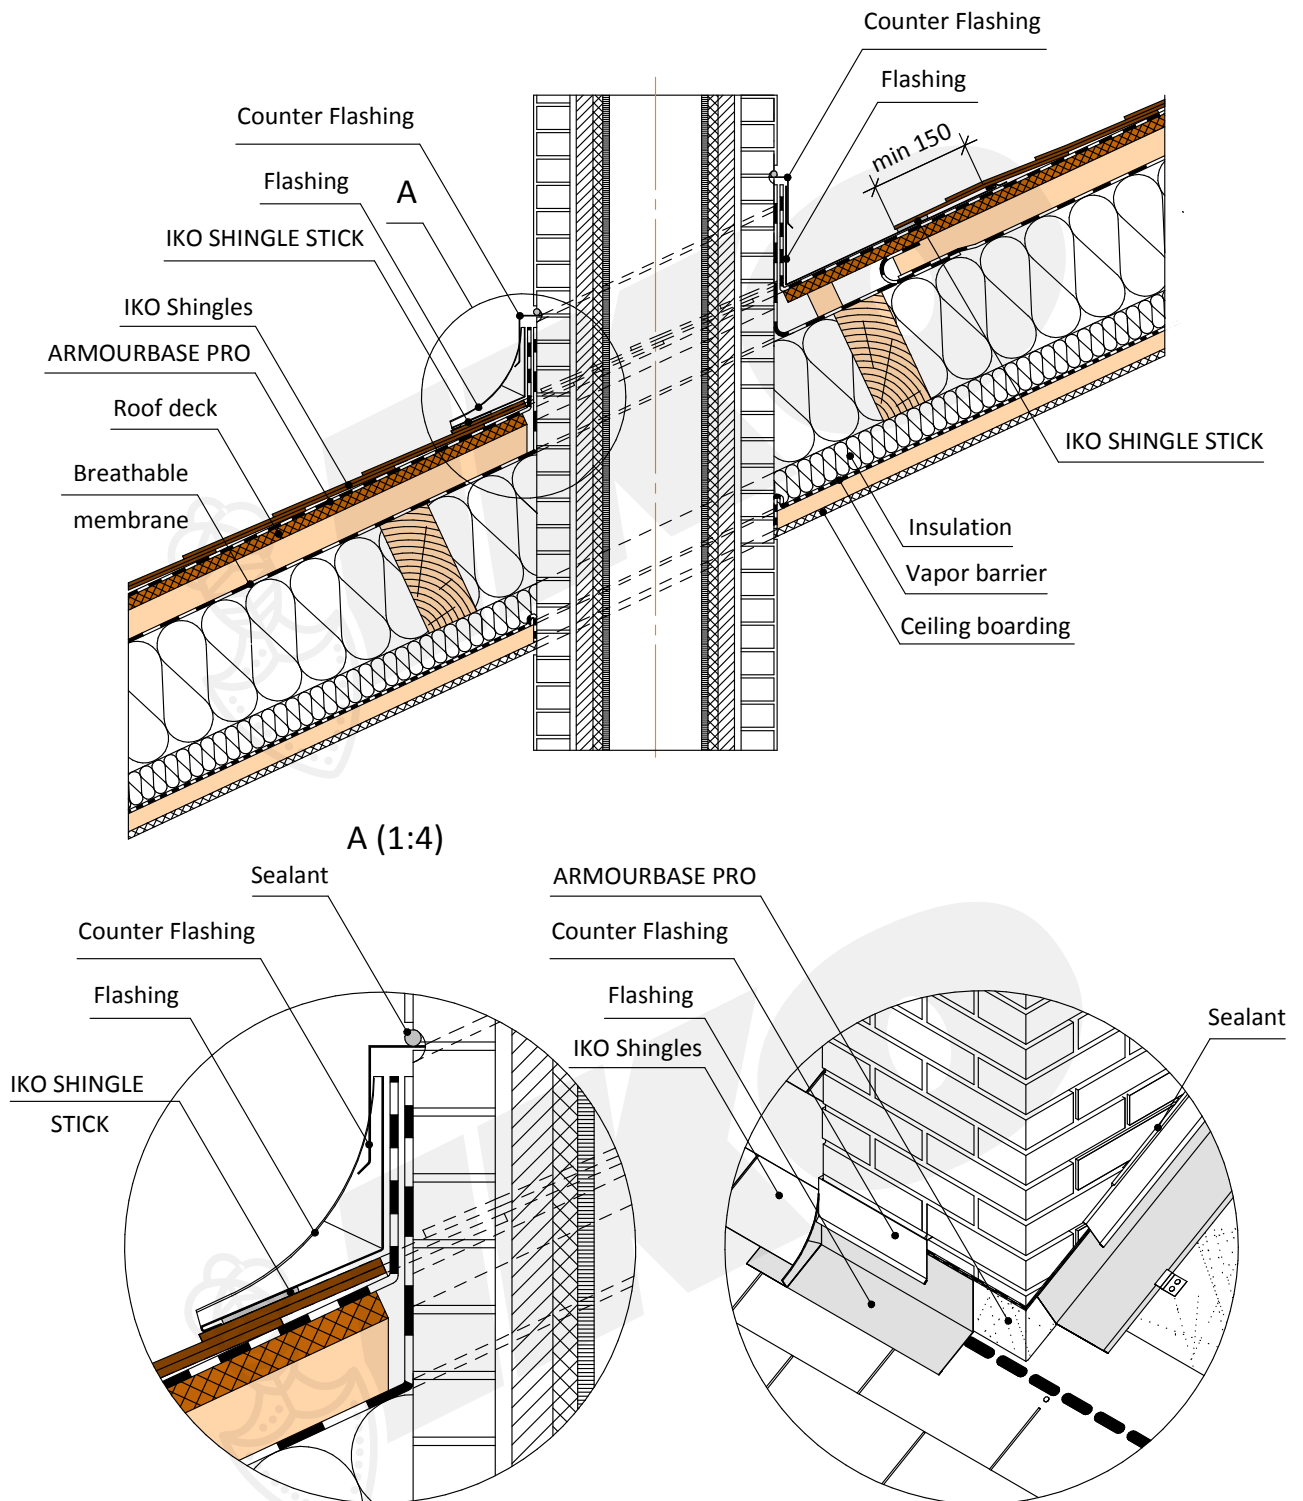 Counter Flashing
Flashing
min 150
Counter Flashing
Flashing
A
IKO SHINGLE STICK
IKO Shingles
ARMOURBASE PRO
Roof deck
Breathable
membrane
IKO SHINGLE STICK
Insulation
Vapor barrier
Ceiling boarding
A (1:4)
Sealant
Counter Flashing
Flashing
IKO SHINGLE
STICK
ARMOURBASE PRO
Counter Flashing
Flashing
IKO Shingles
Sealant
IKO
IKO